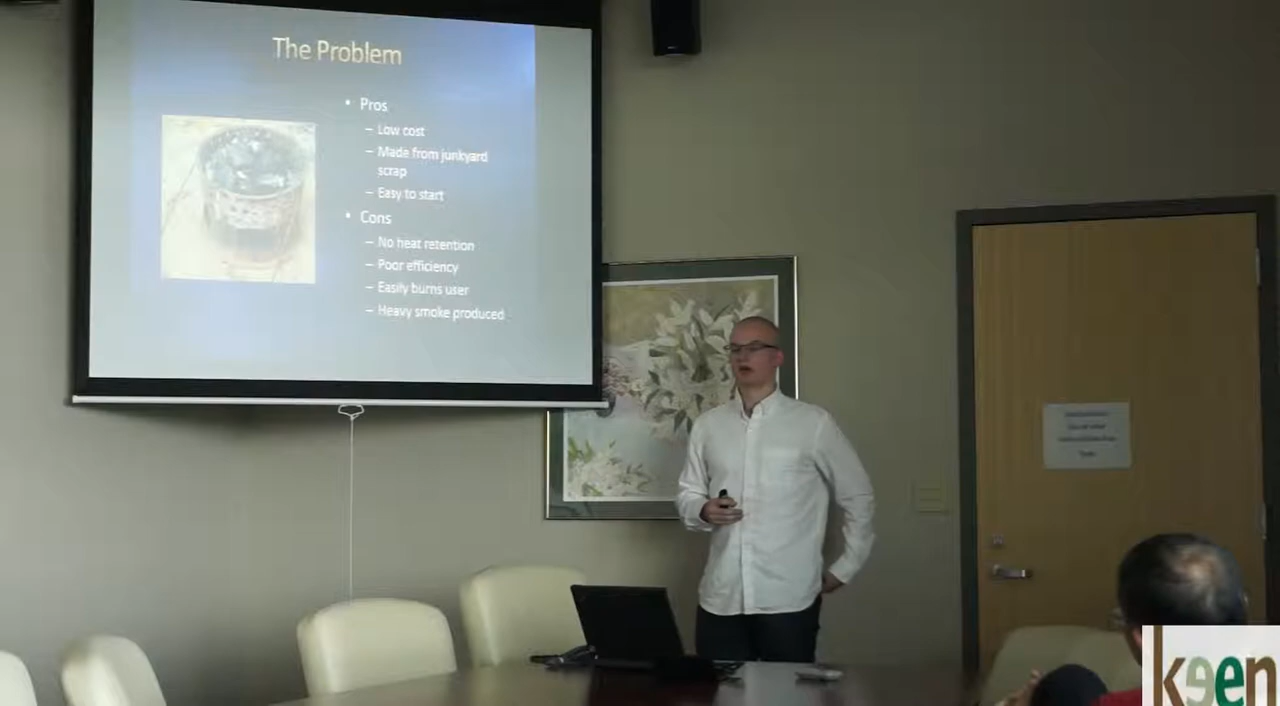 The Problem
• Pros
– Low cost
– Made from junkyard
scrap
– Easy to start
• Cons
– No heat retention
– Poor efficiency
– Easily burns user
– Heavy smoke produced
keen